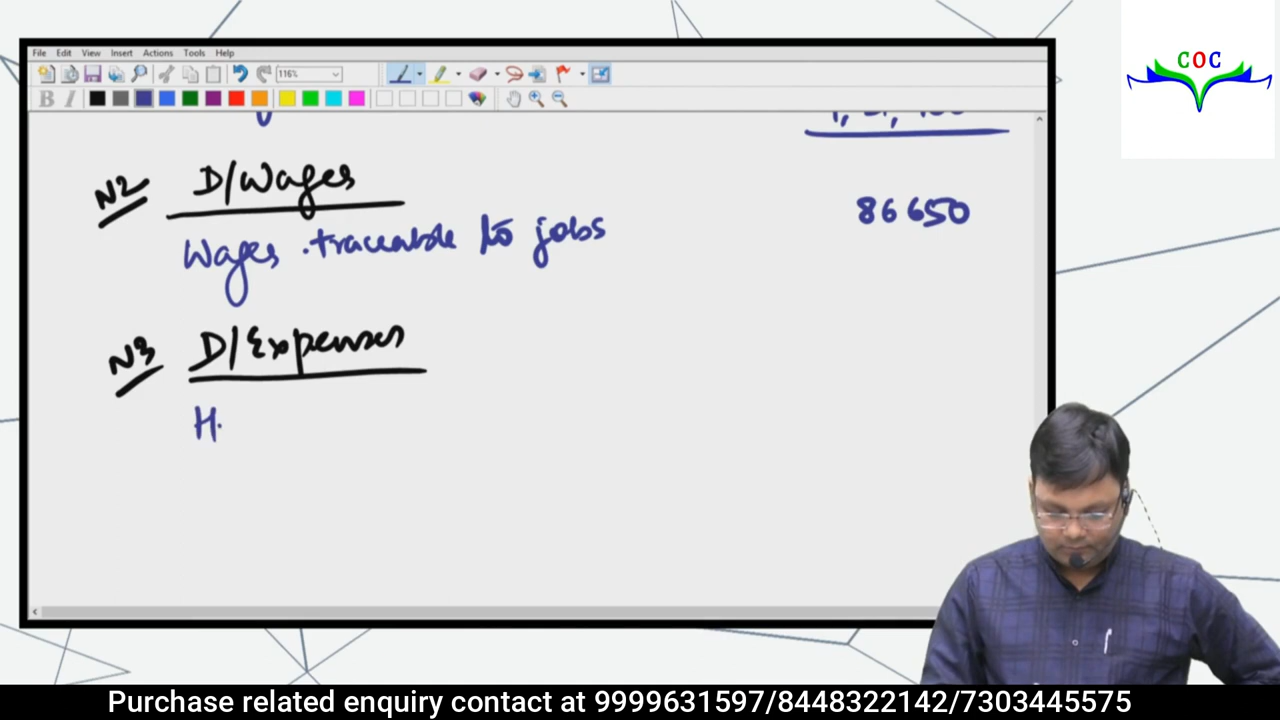 COC
File Edit View Insert Actions Tools Help
116%
B I
N2 D/Wages
Wages traceable to jobs 86650
N3 D/Expenses
H.
Purchase related enquiry contact at 9999631597/8448322142/7303445575